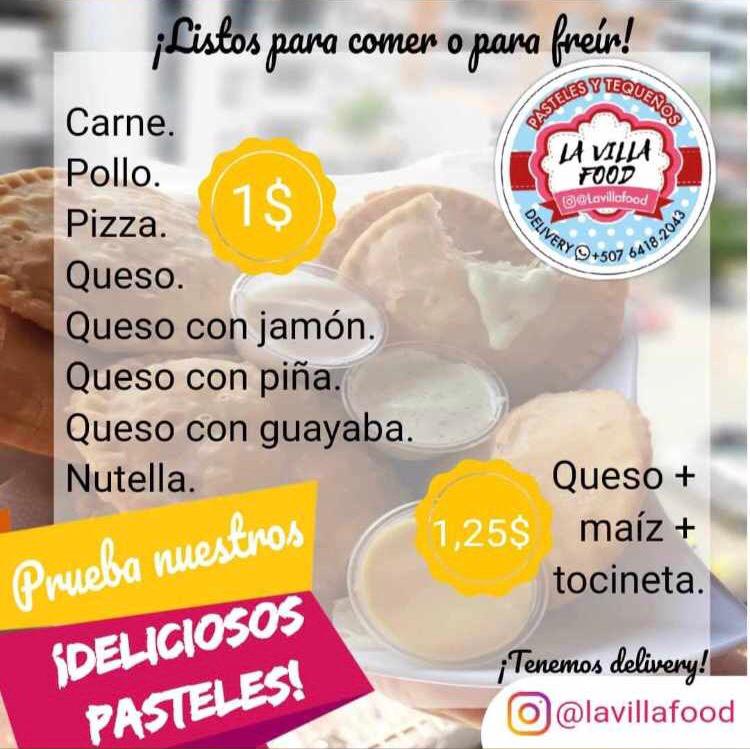 ¡Listos para comer o para freír!
PASTELES Y TEQUEÑOS
LA VILLA
FOOD
@Lavillafood
DELIVERY +507 6418-2043
Carne.
Pollo.
Pizza.
1$
Queso.
Queso con jamón.
Queso con piña.
Queso con guayaba.
Nutella.
1,25$
Queso +
maíz +
tocineta.
Prueba nuestros
¡DELICIOSOS
PASTELES!
¡Tenemos delivery!
@lavillafood